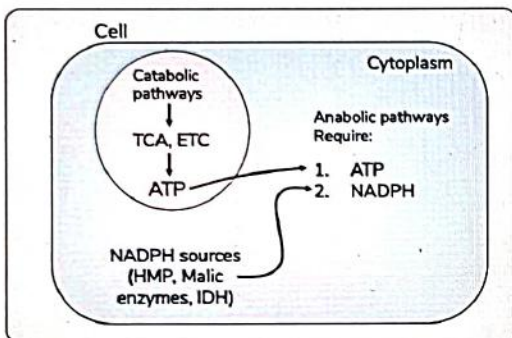 Cell
Cytoplasm
Catabolic
pathways
TCA, ETC
ATP
Anabolic pathways
Require:
1. ATP
2. NADPH
NADPH sources
(HMP, Malic
enzymes, IDH)